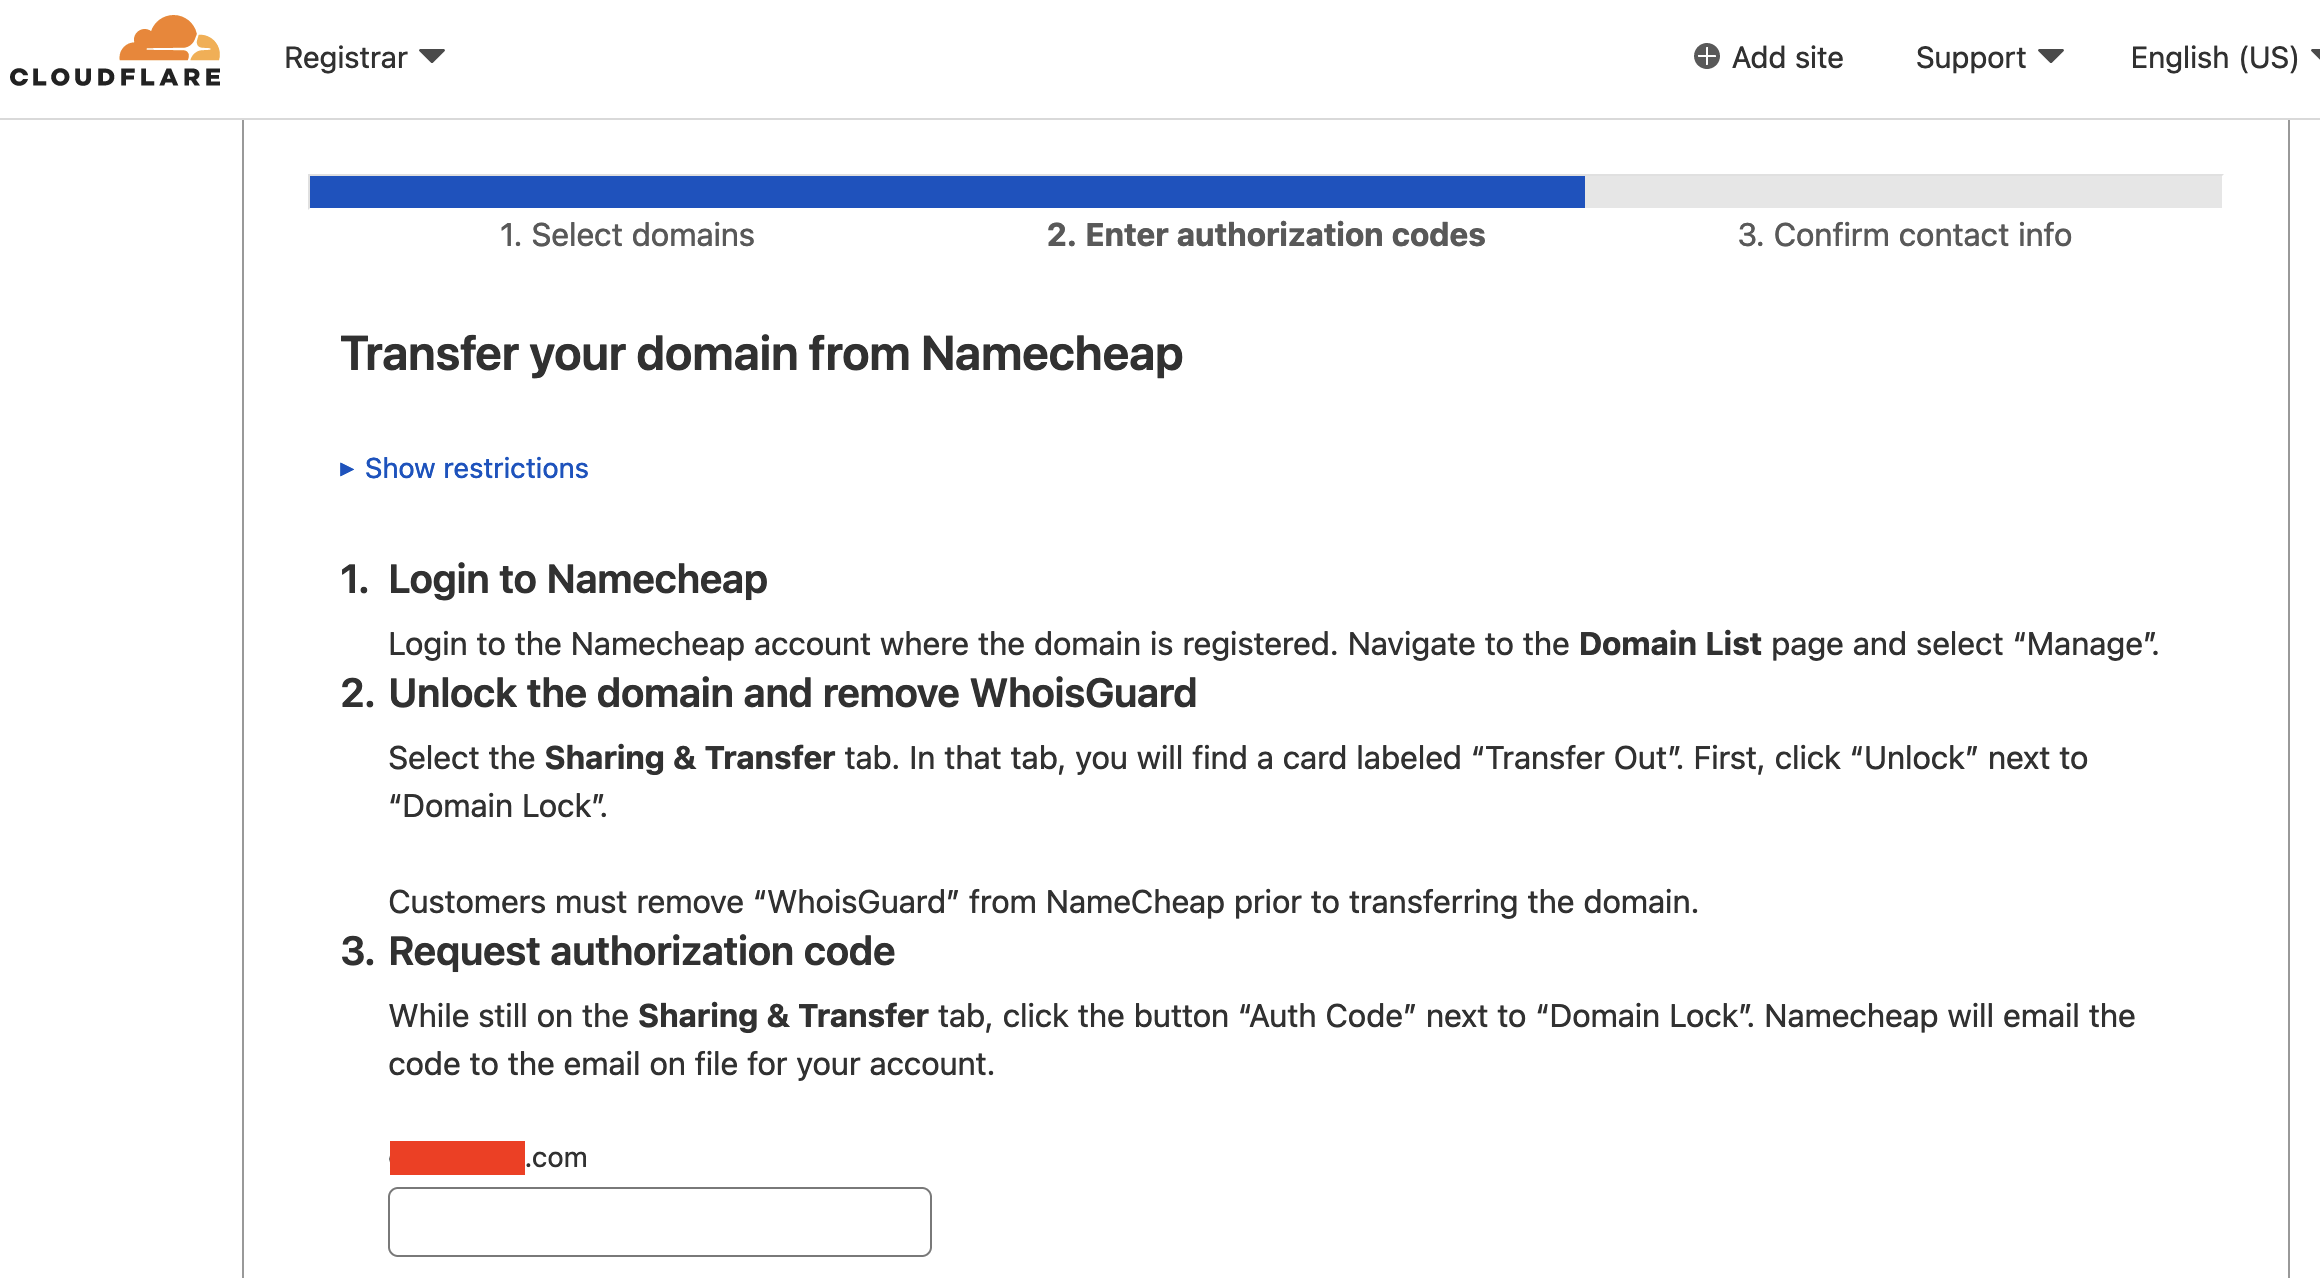 CLOUDFLARE
Registrar
Add site
Support
English (US)
1. Select domains
2. Enter authorization codes
3. Confirm contact info
Transfer your domain from Namecheap
Show restrictions
1. Login to Namecheap
Login to the Namecheap account where the domain is registered. Navigate to the Domain List page and select “Manage”.
2. Unlock the domain and remove WhoisGuard
Select the Sharing & Transfer tab. In that tab, you will find a card labeled “Transfer Out”. First, click “Unlock” next to
“Domain Lock”.
Customers must remove “WhoisGuard” from NameCheap prior to transferring the domain.
3. Request authorization code
While still on the Sharing & Transfer tab, click the button “Auth Code” next to “Domain Lock”. Namecheap will email the
code to the email on file for your account.
.com